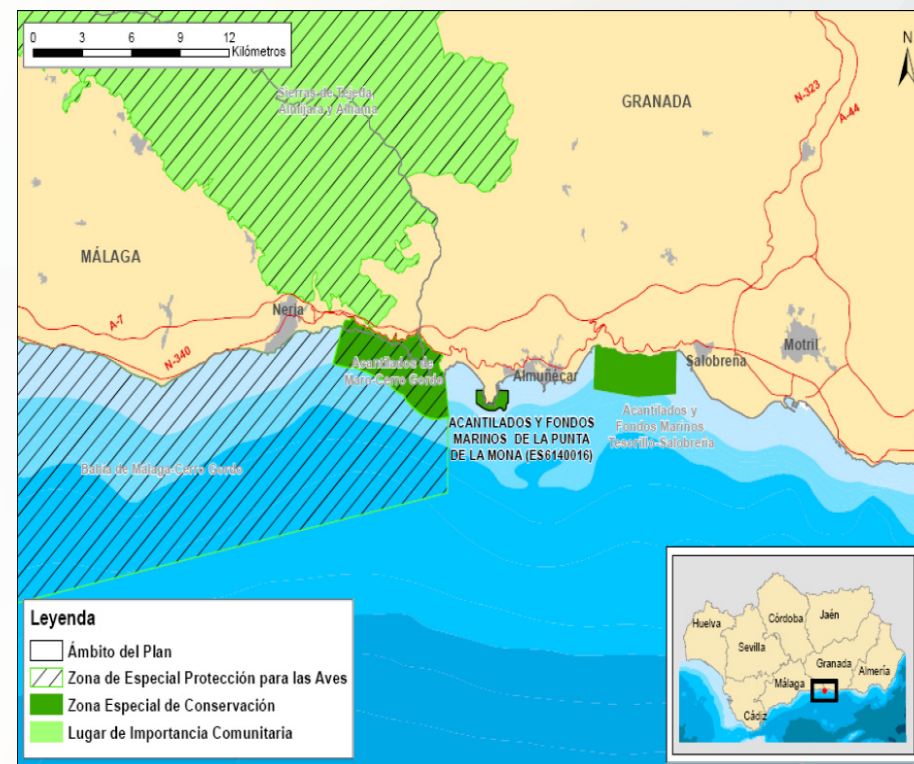 0 3 6 9 12
Kilómetros
N
Sierras de Tejeda,
Almijara y Alhama
GRANADA
N-323
A-44
MÁLAGA
Nerja
A-7
N-340
Acantilados de
Maro-Cerro Gordo
Almuñécar
Salobreña
Motril
ACANTILADOS Y FONDOS
MARINOS DE LA PUNTA
DE LA MONA (ES6140016)
Acantilados y
Fondos Marinos
Tesorillo-Salobreña
Bahía de Málaga-Cerro Gordo
Leyenda
Ámbito del Plan
Zona de Especial Protección para las Aves
Zona Especial de Conservación
Lugar de Importancia Comunitaria
Huelva
Sevilla
Córdoba
Jaén
Granada
Almería
Málaga
Cádiz